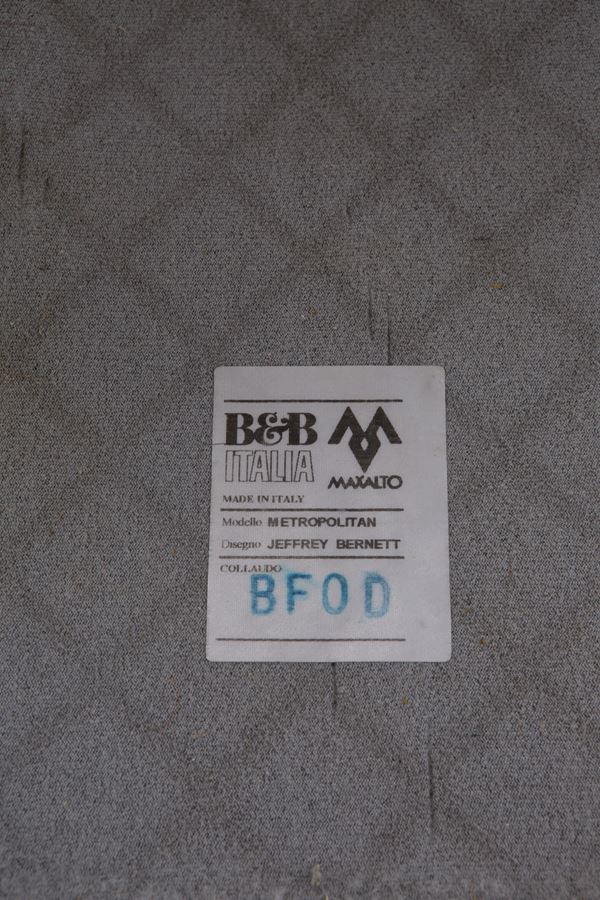 B&B
ITALIA
MAXALTO
MADE IN ITALY
Modello METROPOLITAN
Disegno JEFFREY BERNETT
COLLAUDO
BFOD